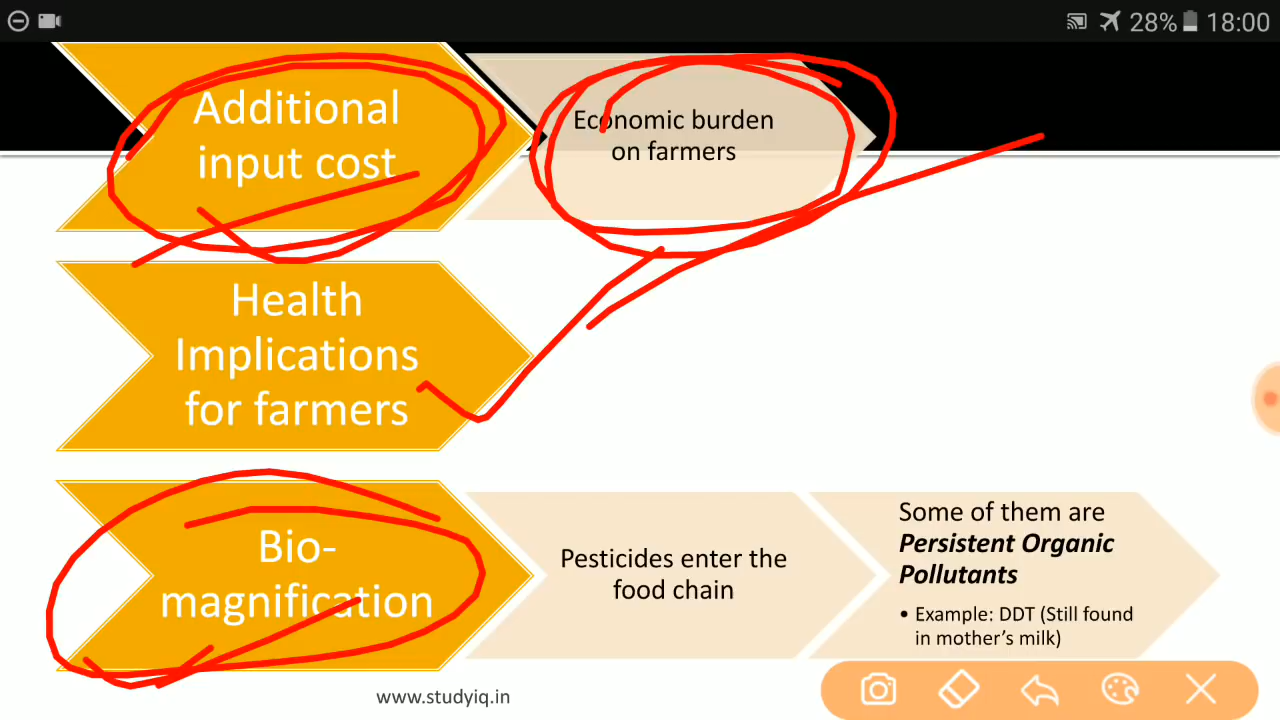 28% 18:00
Additional
input cost
Economic burden
on farmers
Health
Implications
for farmers
Bio-
magnification
Pesticides enter the
food chain
Some of them are
Persistent Organic
Pollutants
• Example: DDT (Still found
in mother’s milk)
www.studyiq.in